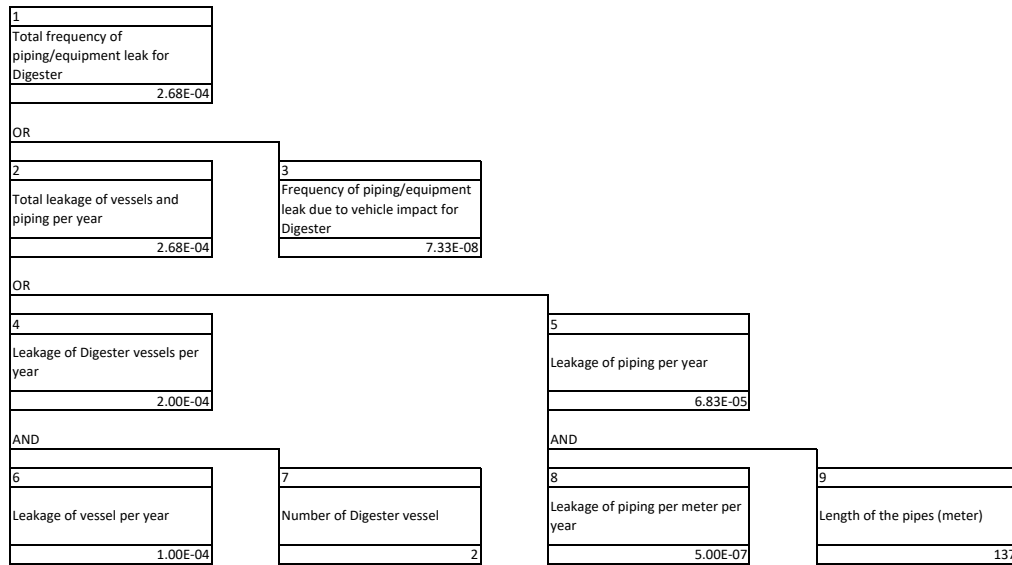 1
Total frequency of
piping/equipment leak for
Digester
2.68E-04
OR
2
Total leakage of vessels and
piping per year
2.68E-04
3
Frequency of piping/equipment
leak due to vehicle impact for
Digester
7.33E-08
OR
4
Leakage of Digester vessels per
year
2.00E-04
5
Leakage of piping per year
6.83E-05
AND
AND
6
Leakage of vessel per year
1.00E-04
7
Number of Digester vessel
2
8
Leakage of piping per meter per
year
5.00E-07
9
Length of the pipes (meter)
137